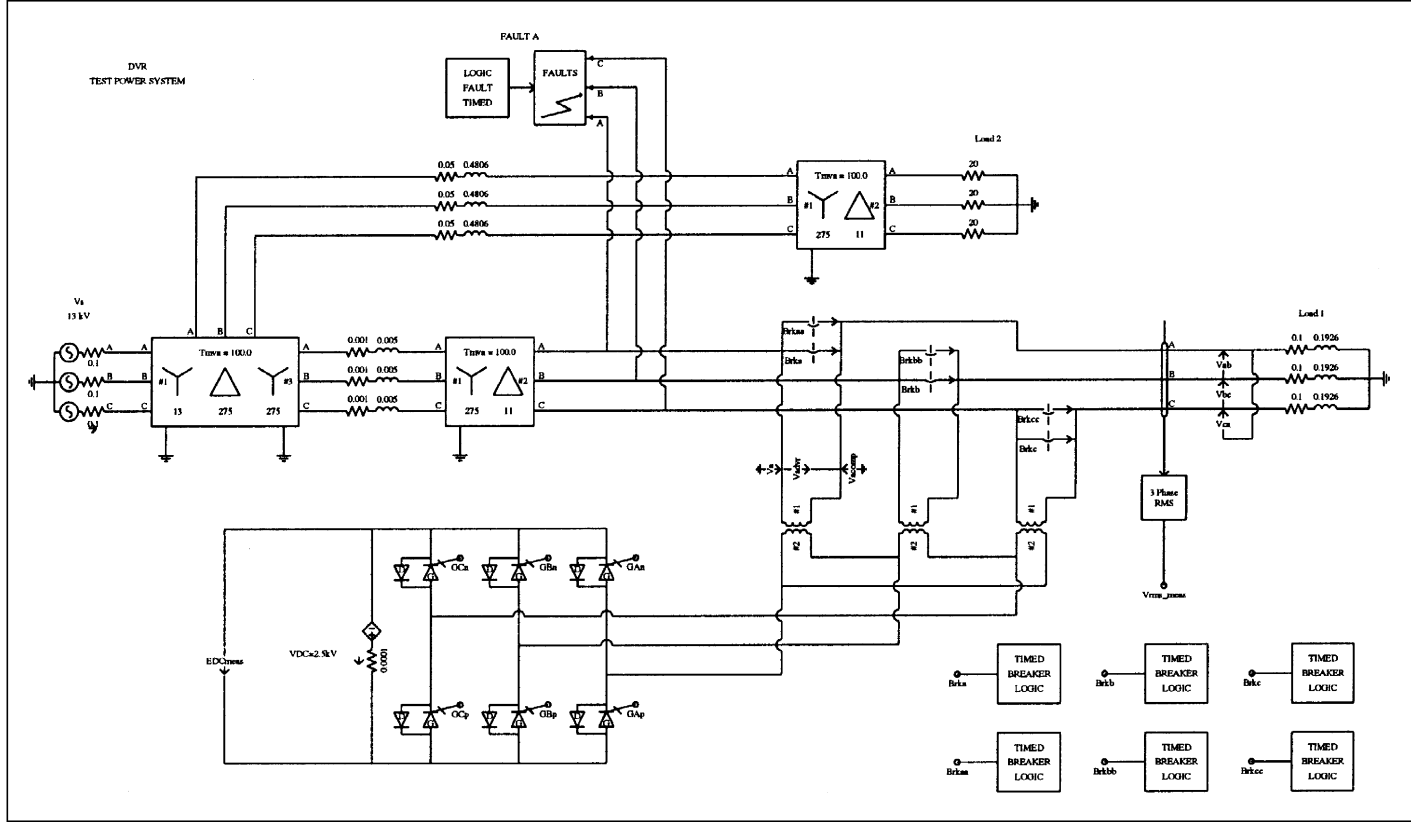 FAULT A
DVR
TEST POWER SYSTEM
LOGIC
FAULT
TIMED
FAULTS
C
B
A
Load 2
0.05 0.4806
0.05 0.4806
0.05 0.4806
A
B
C
Tmva = 100.0
#1
#2
275 11
A
B
C
20
20
20
Vs
13 kV
0.1
0.1
0.1
A
B
C
A B C
Tmva = 100.0
#1
#3
13 275 275
A
B
C
0.001 0.005
0.001 0.005
0.001 0.005
A
B
C
Tmva = 100.0
#1
#2
275 11
A
B
C
Brkaa
Brka
Brkbb
Brkb
Brkcc
Brkc
A
B
C
Vab
Vbc
Vca
Load 1
0.1 0.1926
0.1 0.1926
0.1 0.1926
Va
Vadvr
Vacomp
#1
#2
#1
#2
#1
#2
3 Phase
RMS
Vrms_meas
EDCmeas
VDC=2.5kV
0.0001
D
G
GCn
D
G
GBn
D
G
GAn
D
G
GCp
D
G
GBp
D
G
GAp
Brka
TIMED
BREAKER
LOGIC
Brkb
TIMED
BREAKER
LOGIC
Brkc
TIMED
BREAKER
LOGIC
Brkaa
TIMED
BREAKER
LOGIC
Brkbb
TIMED
BREAKER
LOGIC
Brkcc
TIMED
BREAKER
LOGIC